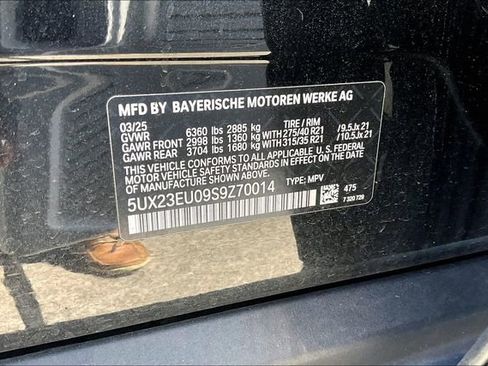 MFD BY BAYERISCHE MOTOREN WERKE AG
03/25 TIRE / RIM
GVWR 6360 lbs 2885 kg
GAWR FRONT 2998 lbs 1360 kg WITH 275/40 R21 /9.5Jx21
GAWR REAR 3704 lbs 1680 kg WITH 315/35 R21 /10.5Jx21
THIS VEHICLE CONFORMS TO ALL APPLICABLE U.S. FEDERAL
MOTOR VEHICLE SAFETY STANDARDS IN EFFECT ON THE DATE OF
MANUFACTURE SHOWN ABOVE.
5UX23EU09S9Z70014 TYPE: MPV
475
7 320 728